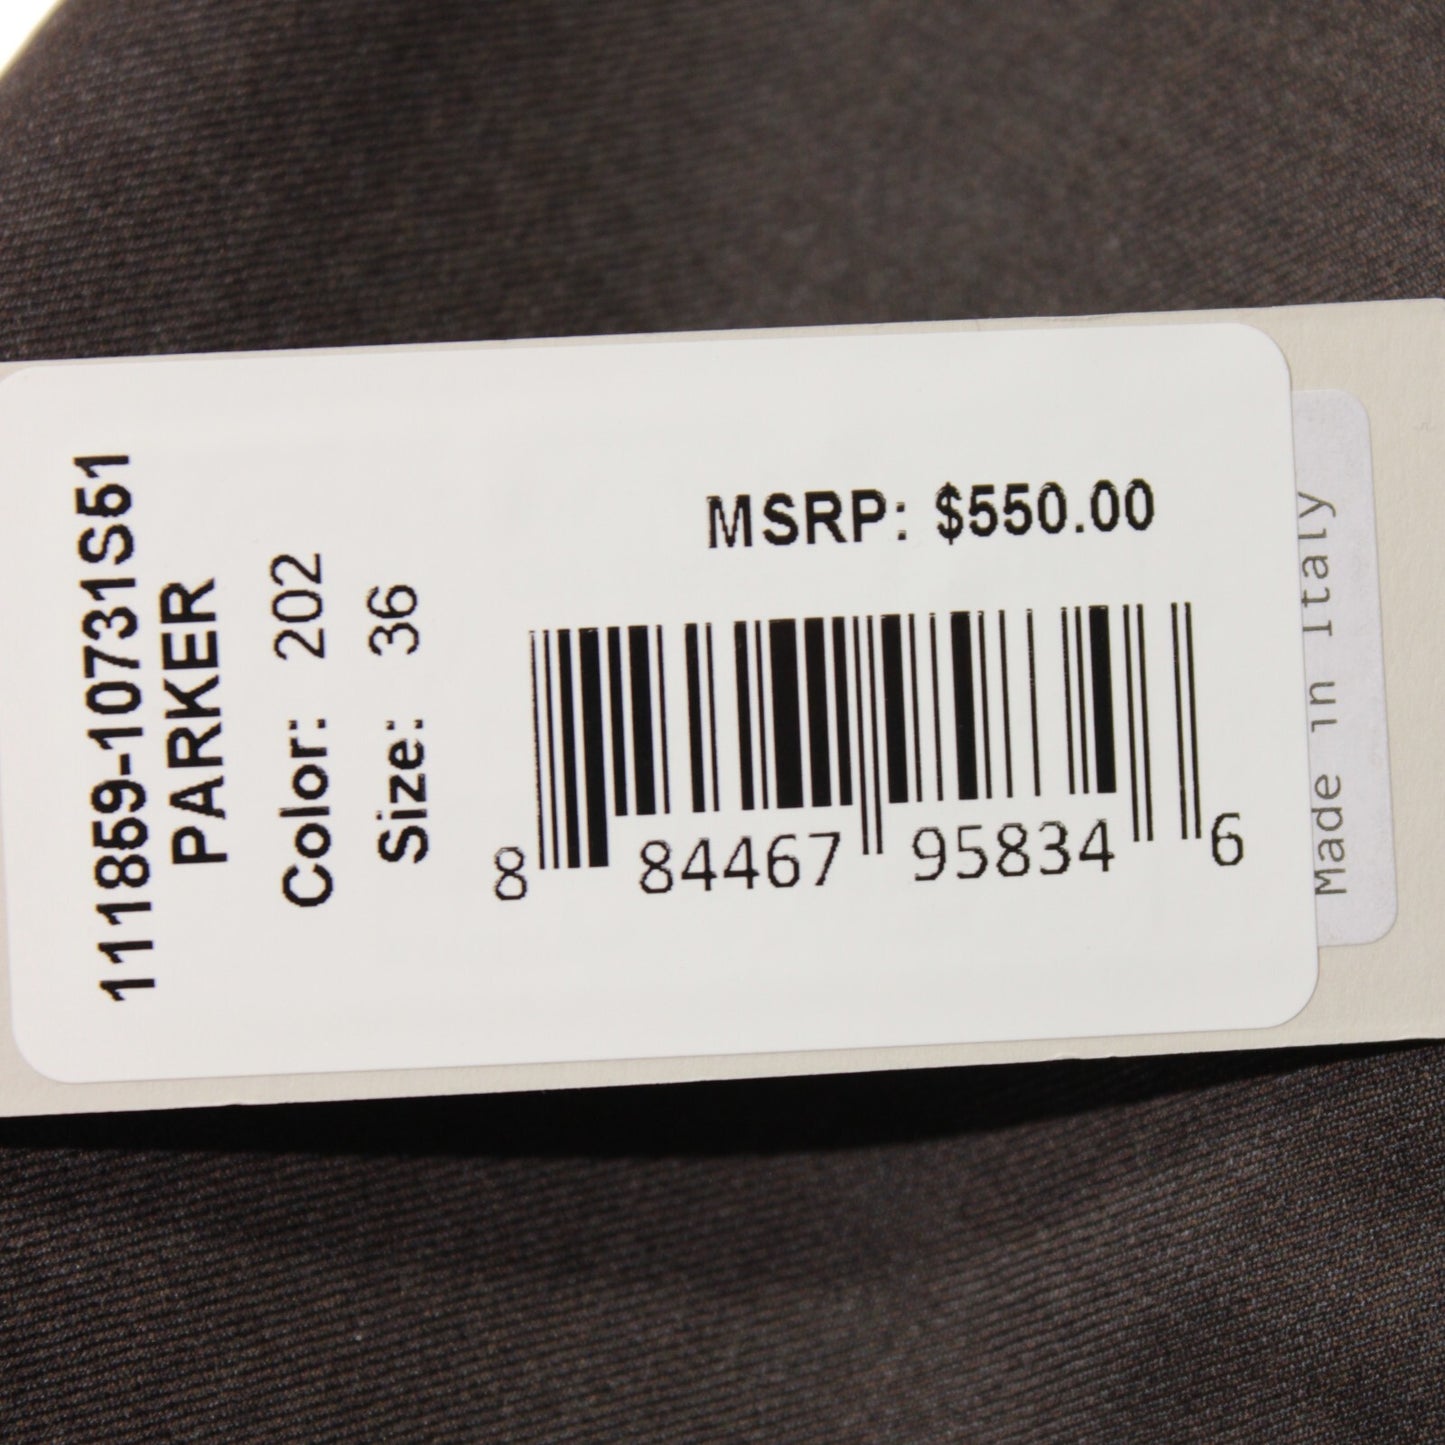 111859-10731S51
PARKER
Color: 202
Size: 36
MSRP: $550.00
8 84467 95834 6
Made in Italy